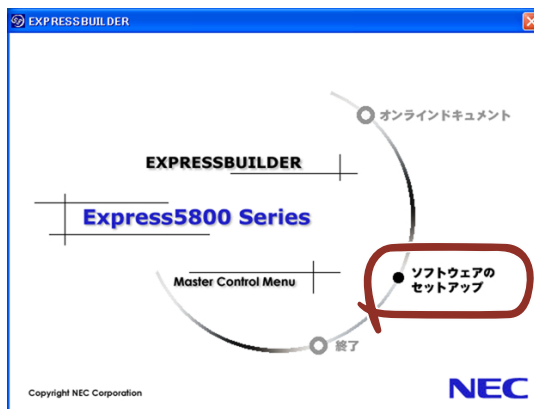 EXPRESSBUILDER
オンラインドキュメント
EXPRESSBUILDER
Express5800 Series
Master Control Menu
ソフトウェアの
セットアップ
終了
Copyright NEC Corporation
NEC